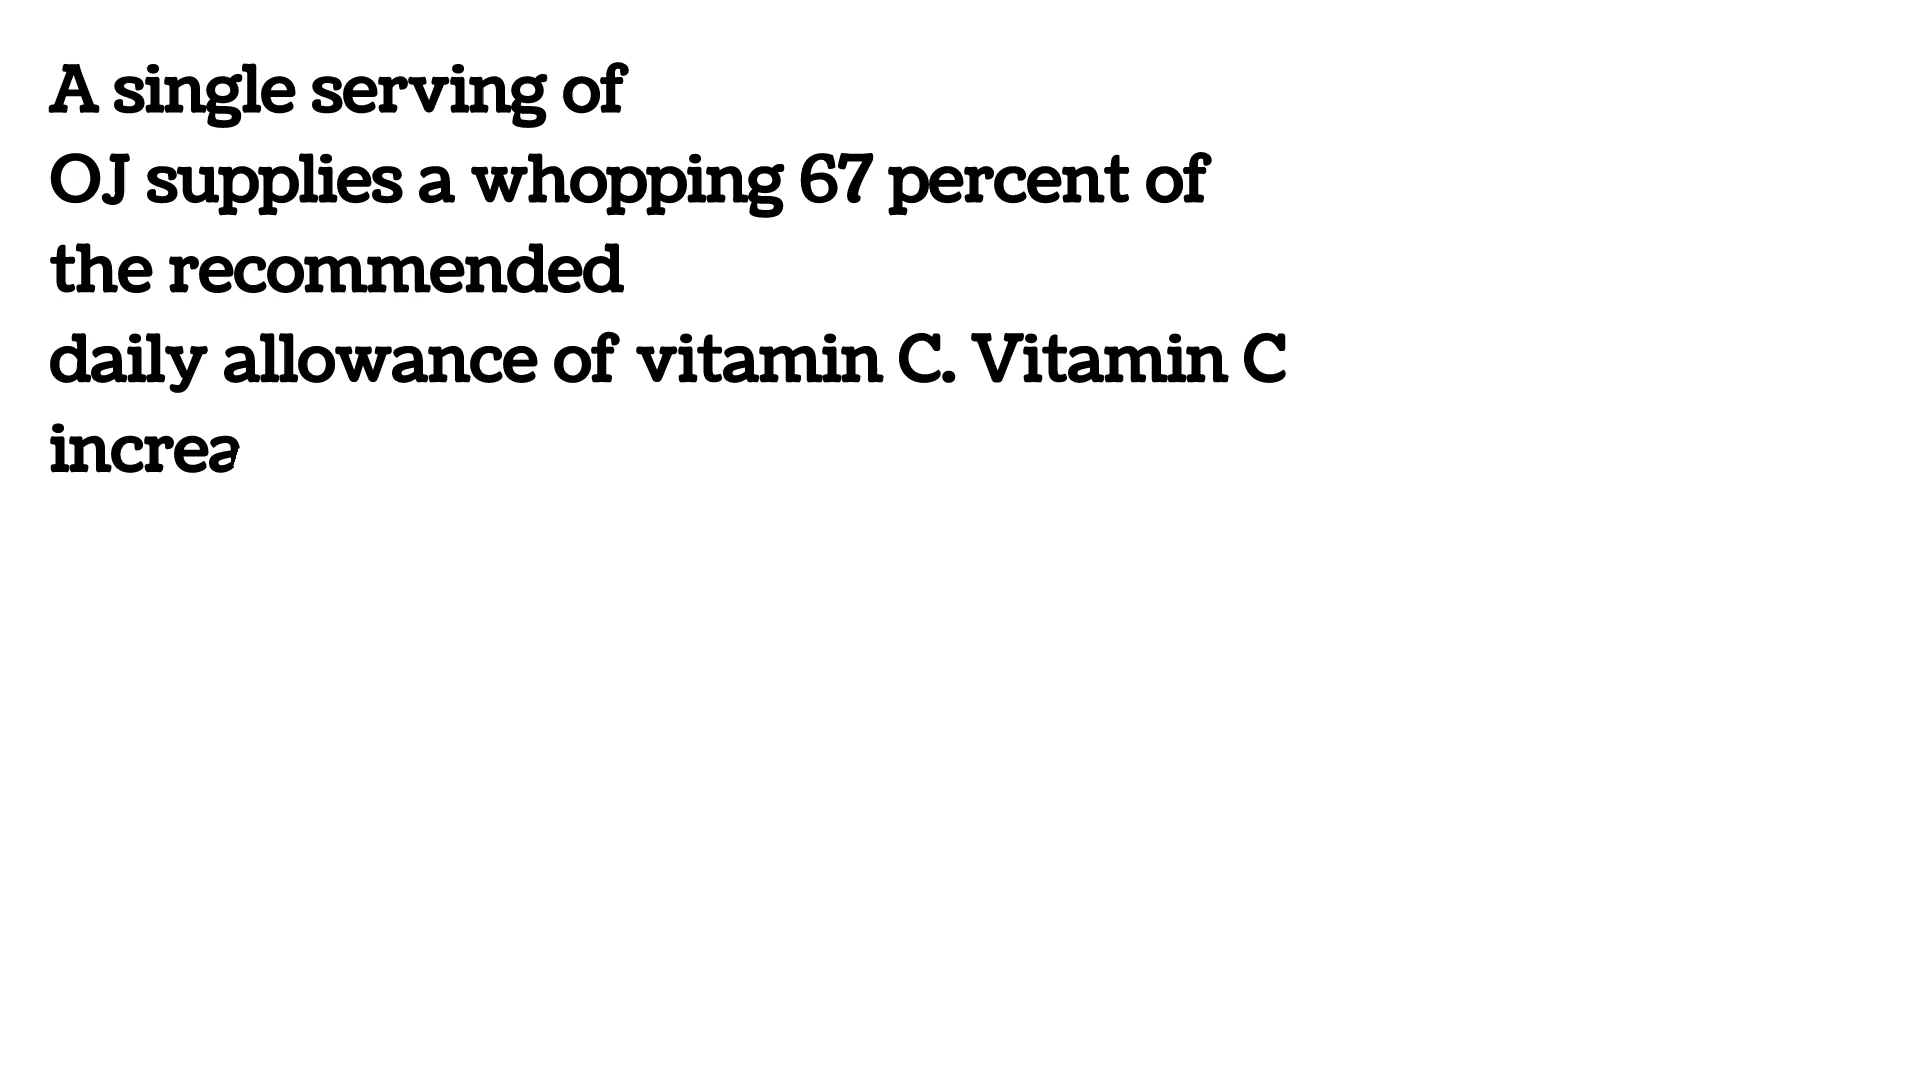 A single serving of
OJ supplies a whopping 67 percent of
the recommended
daily allowance of vitamin C. Vitamin C
increa